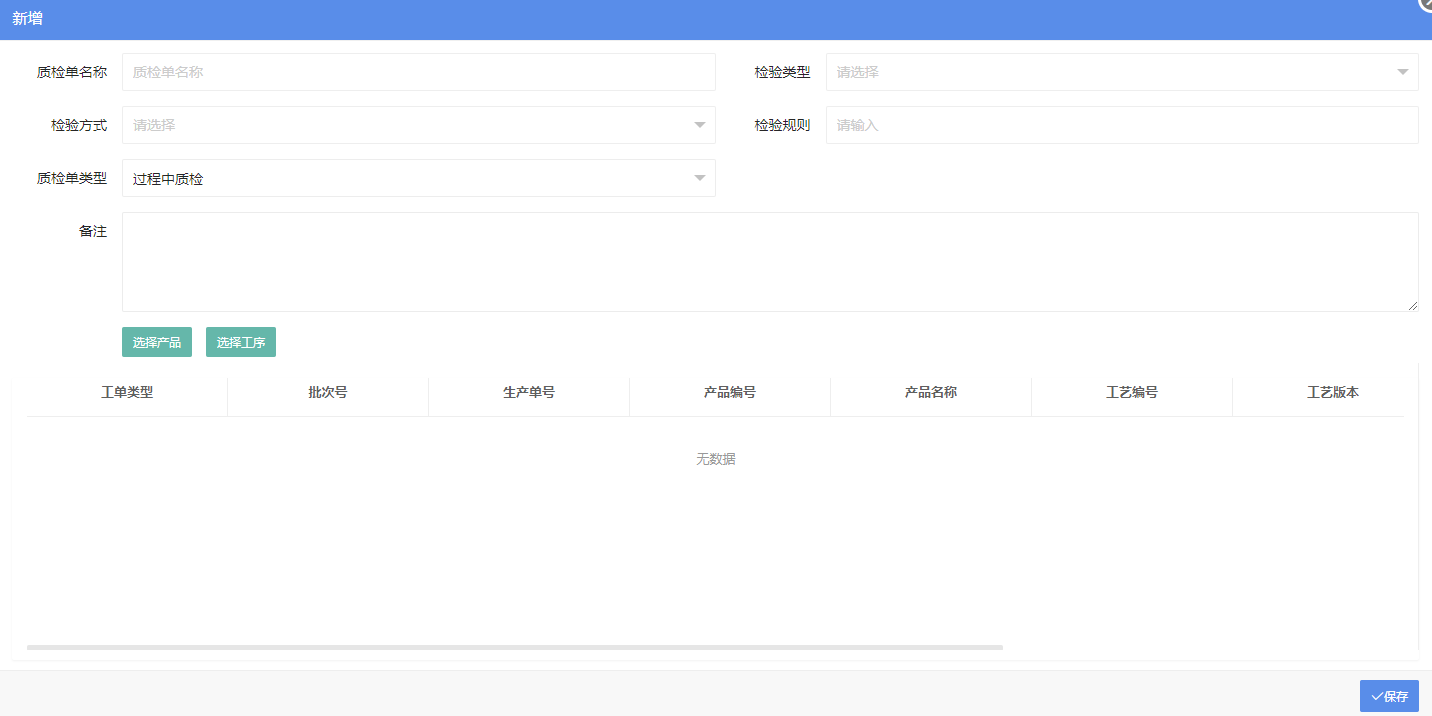 新增
质检单名称 质检单名称 检验类型 请选择
检验方式 请选择 检验规则 请输入
质检单类型 过程中质检
备注
选择产品 选择工序
工单类型 批次号 生产单号 产品编号 产品名称 工艺编号 工艺版本
无数据
保存